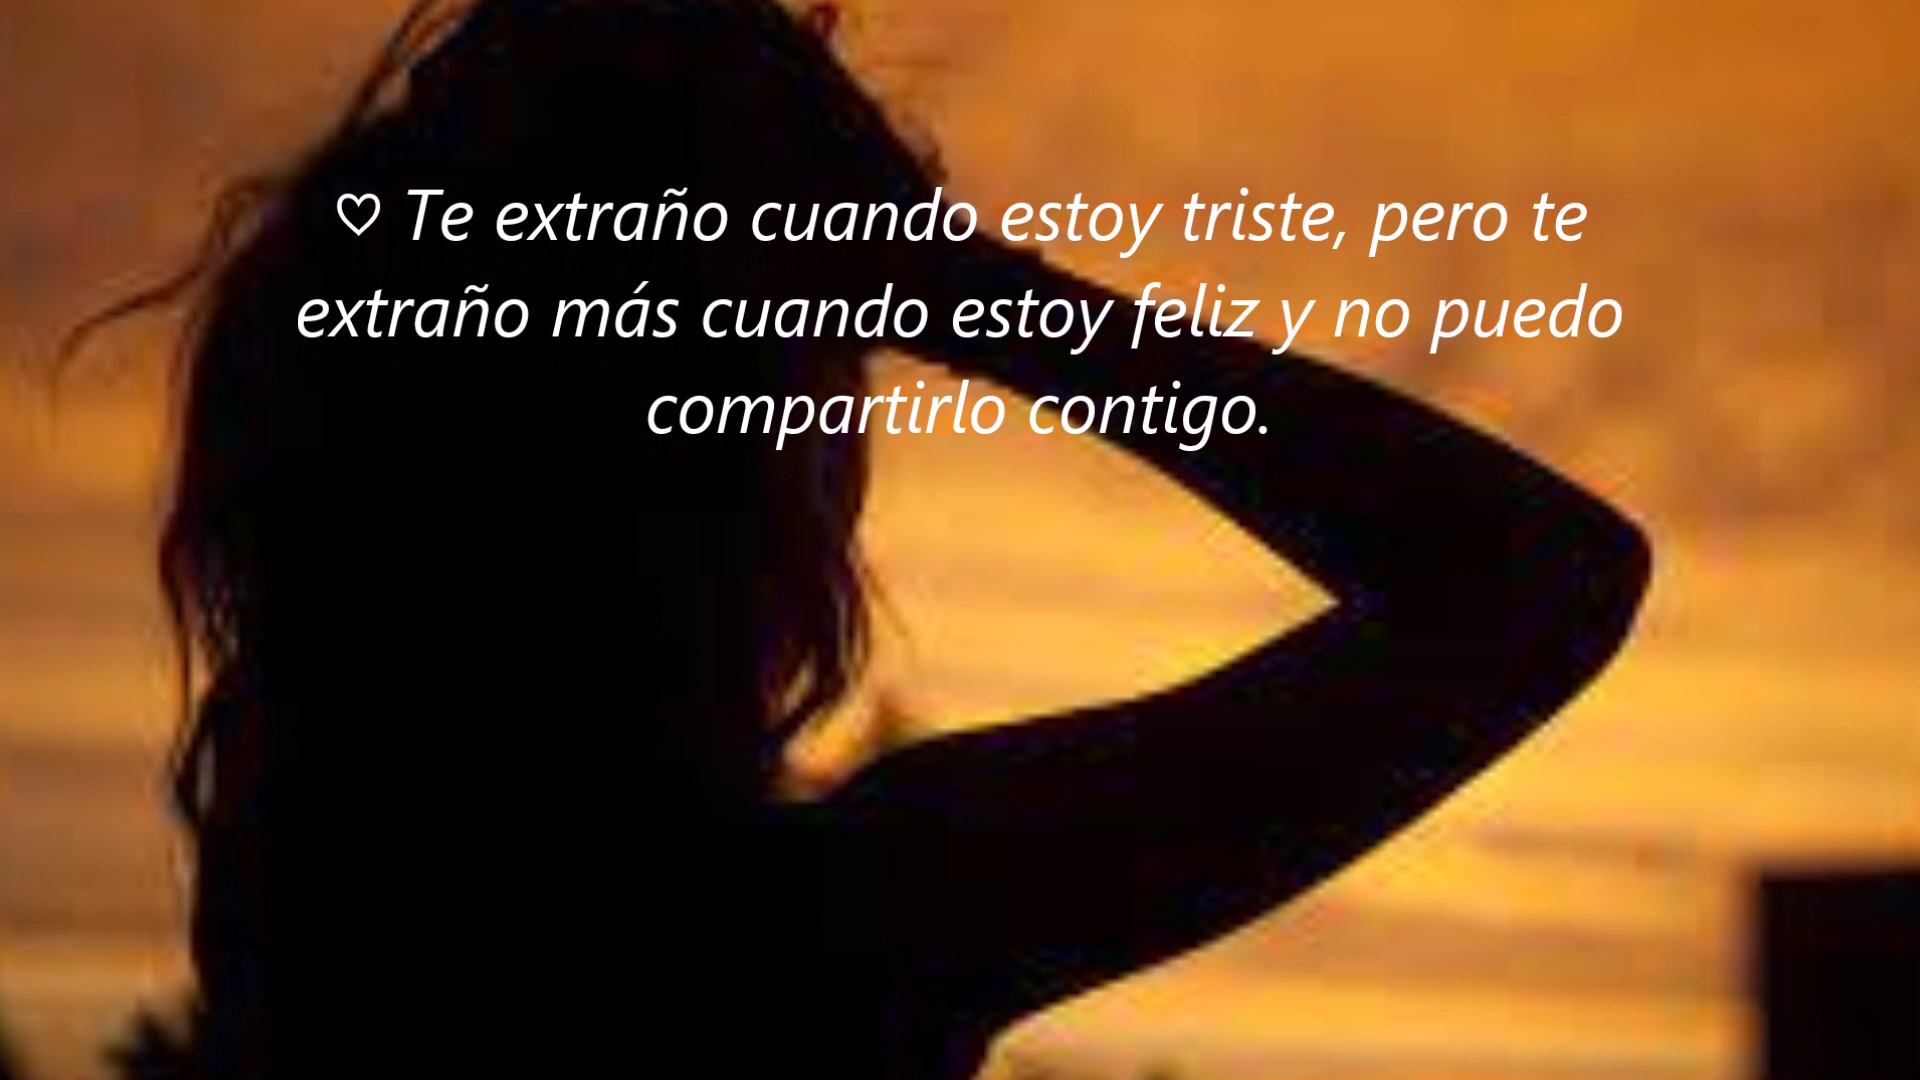 ♡ Te extraño cuando estoy triste, pero te
extraño más cuando estoy feliz y no puedo
compartirlo contigo.